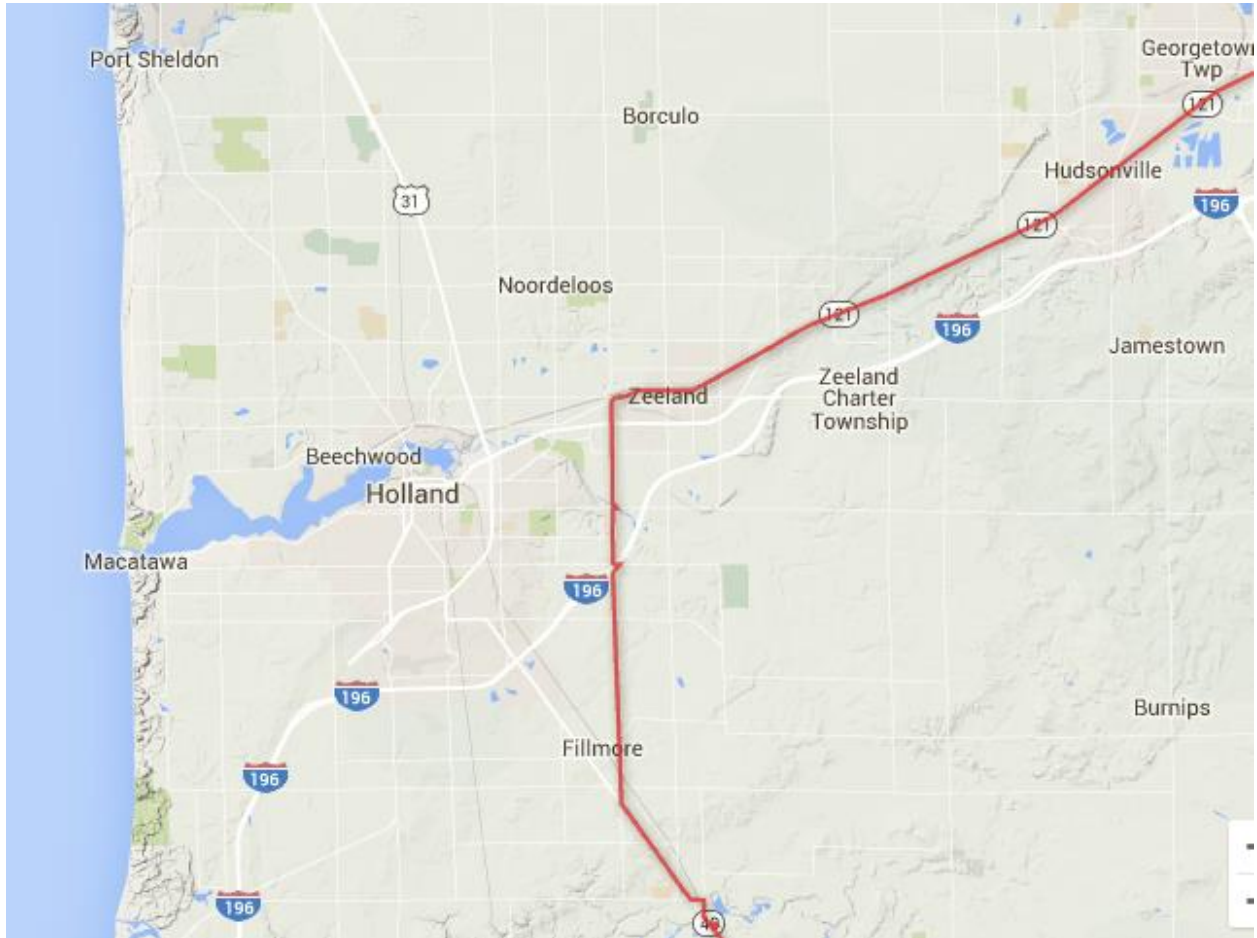 Georgetown
Twp
Port Sheldon
121
Borculo
Hudsonville
31
196
121
Noordeloos
121
196
Jamestown
Zeeland
Zeeland
Charter
Township
Beechwood
Holland
Macatawa
196
196
Burnips
Fillmore
196
196